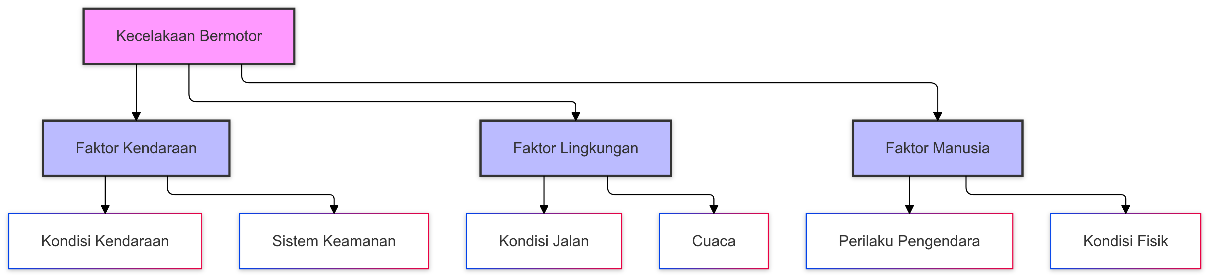 Kecelakaan Bermotor
Faktor Kendaraan
Faktor Lingkungan
Faktor Manusia
Kondisi Kendaraan
Sistem Keamanan
Kondisi Jalan
Cuaca
Perilaku Pengendara
Kondisi Fisik